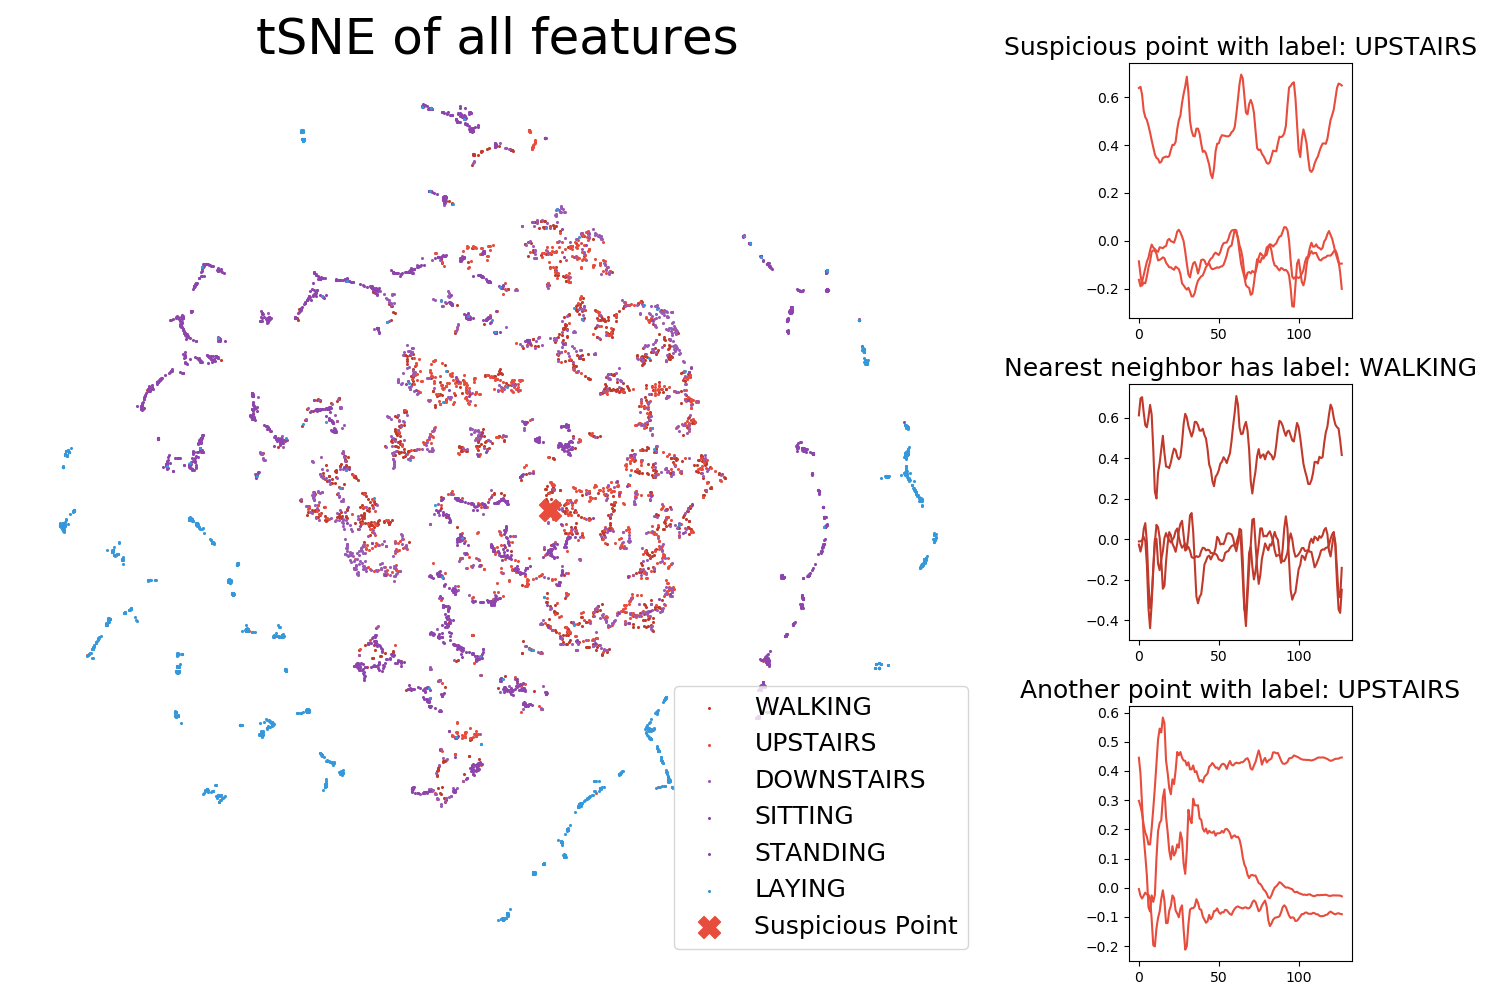 tSNE of all features
WALKING
UPSTAIRS
DOWNSTAIRS
SITTING
STANDING
LAYING
Suspicious Point
Suspicious point with label: UPSTAIRS
0.6
0.4
0.2
0.0
−0.2
0 50 100
Nearest neighbor has label: WALKING
0.6
0.4
0.2
0.0
−0.2
−0.4
0 50 100
Another point with label: UPSTAIRS
0.6
0.5
0.4
0.3
0.2
0.1
0.0
−0.1
−0.2
0 50 100